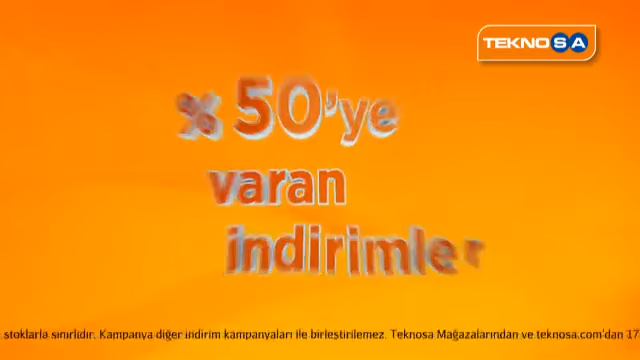 TEKNOSA
%50'ye
varan
indirimler
stoklarla sınırlıdır. Kampanya diğer indirim kampanyaları ile birleştirilemez. Teknosa Mağazalarından ve teknosa.com'dan 17